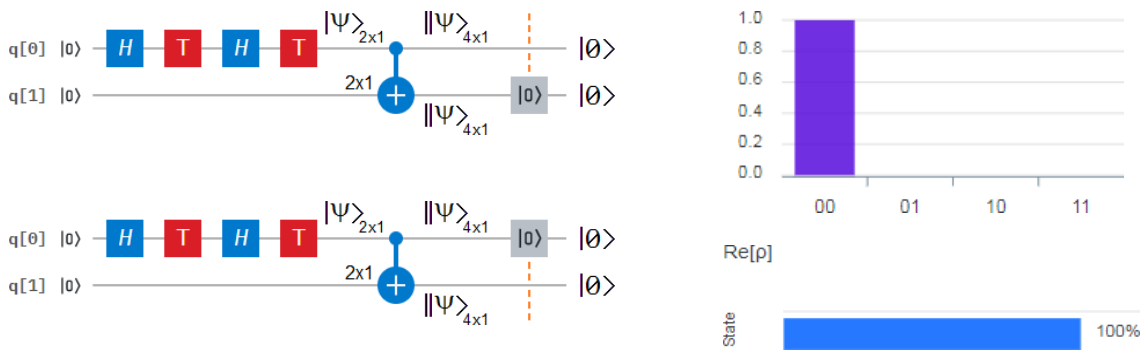 |Ψ⟩2x1 ‖Ψ⟩4x1
q[0] |0⟩ H T H T |0⟩
2x1
q[1] |0⟩ + |0⟩ |0⟩
‖Ψ⟩4x1
|Ψ⟩2x1 ‖Ψ⟩4x1
q[0] |0⟩ H T H T |0⟩ |0⟩
2x1
q[1] |0⟩ + |0⟩
‖Ψ⟩4x1
1.0
0.8
0.6
0.4
0.2
0.0
00 01 10 11
Re[ρ]
State
100%